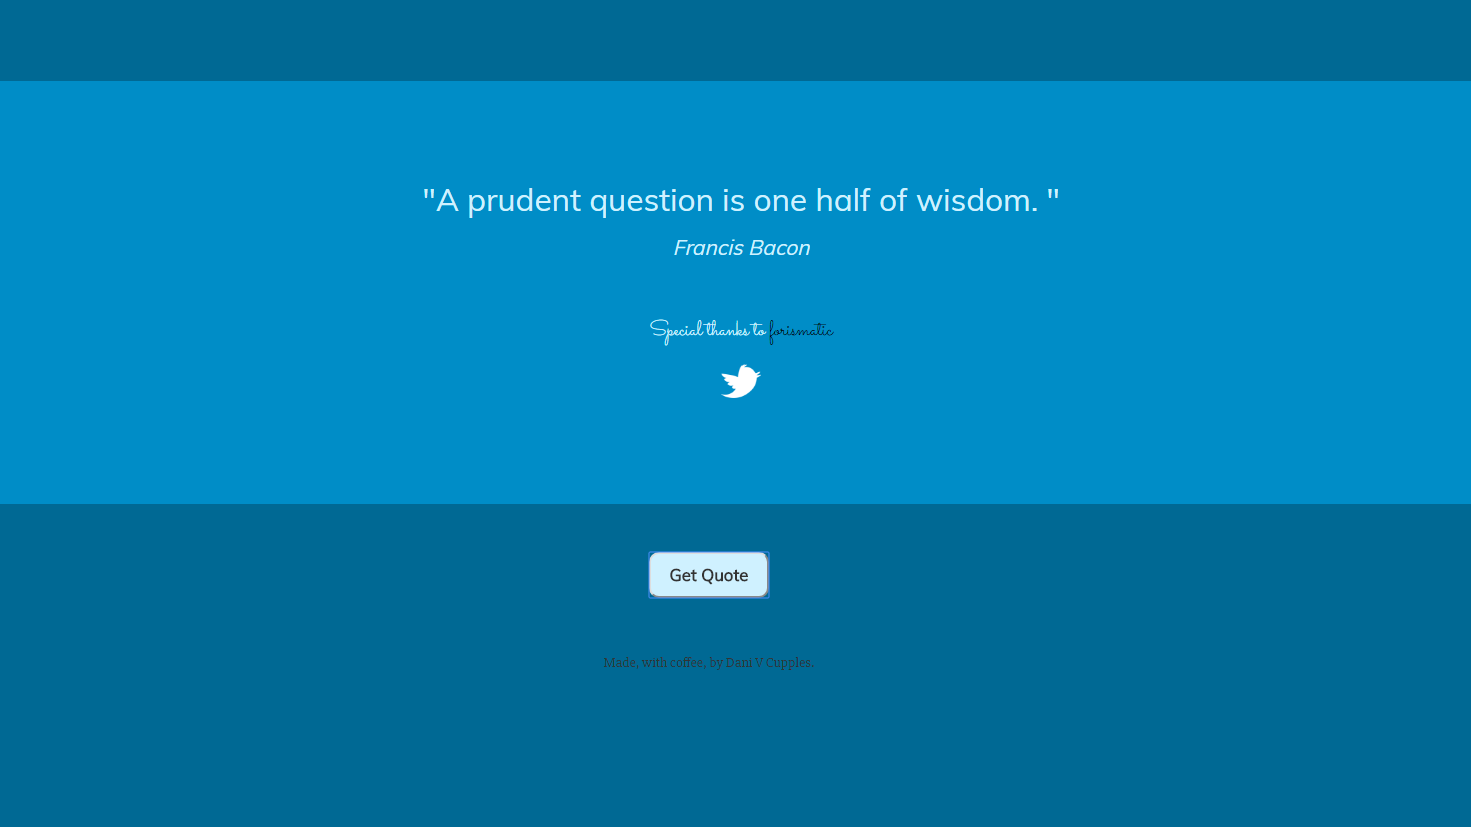 "A prudent question is one half of wisdom. "
Francis Bacon
Special thanks to forismatic
Get Quote
Made, with coffee, by Dani V Cupples.